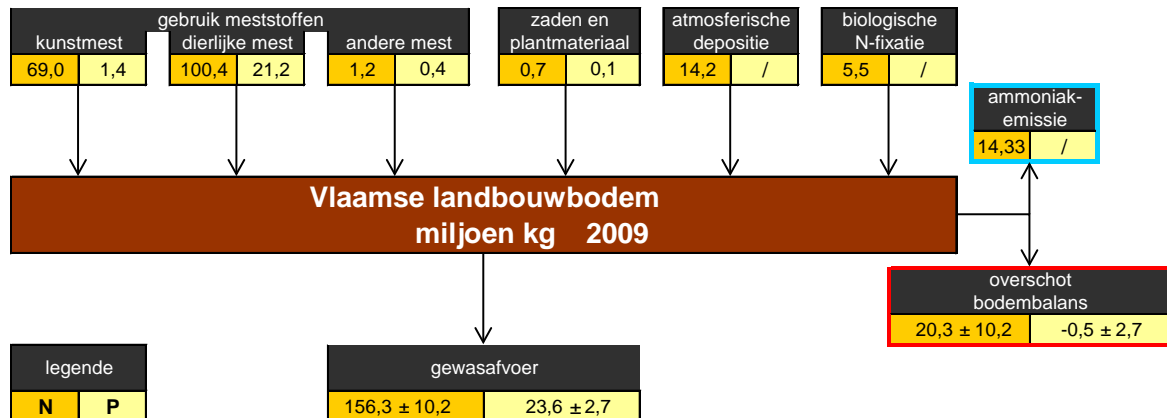 gebruik meststoffen
kunstmest dierlijke mest andere mest
69,0 1,4 100,4 21,2 1,2 0,4
zaden en
plantmateriaal
0,7 0,1
atmosferische
depositie
14,2 /
biologische
N-fixatie
5,5 /
ammoniak-
emissie
14,33 /
Vlaamse landbouwbodem
miljoen kg 2009
overschot
bodembalans
20,3 ± 10,2 -0,5 ± 2,7
legende
N P
gewasafvoer
156,3 ± 10,2 23,6 ± 2,7